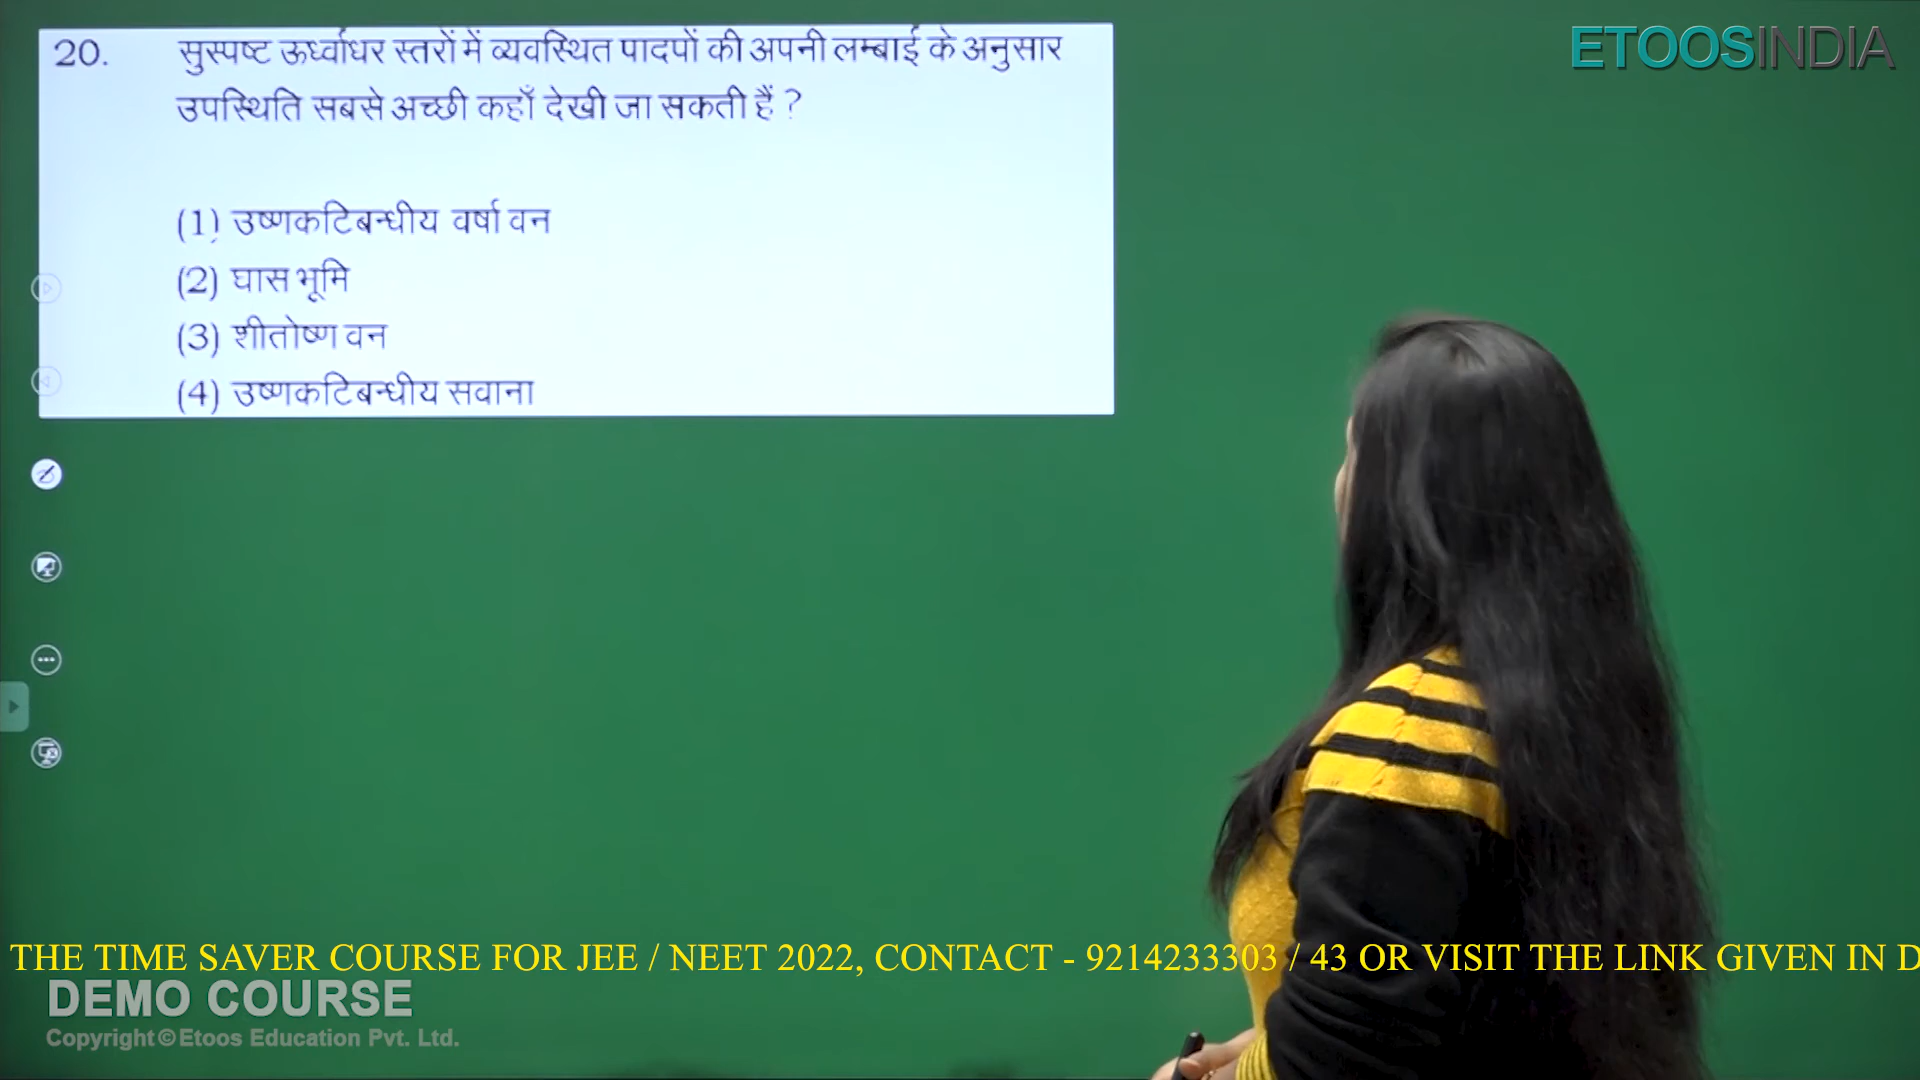 ETOOSINDIA
20. सुस्पष्ट ऊर्ध्वाधर स्तरों में व्यवस्थित पादपों की अपनी लम्बाई के अनुसार
उपस्थिति सबसे अच्छी कहाँ देखी जा सकती हैं ?
(1) उष्णकटिबन्धीय वर्षा वन
(2) घास भूमि
(3) शीतोष्ण वन
(4) उष्णकटिबन्धीय सवाना
THE TIME SAVER COURSE FOR JEE / NEET 2022, CONTACT - 9214233303 / 43 OR VISIT THE LINK GIVEN IN D
DEMO COURSE
Copyright © Etoos Education Pvt. Ltd.